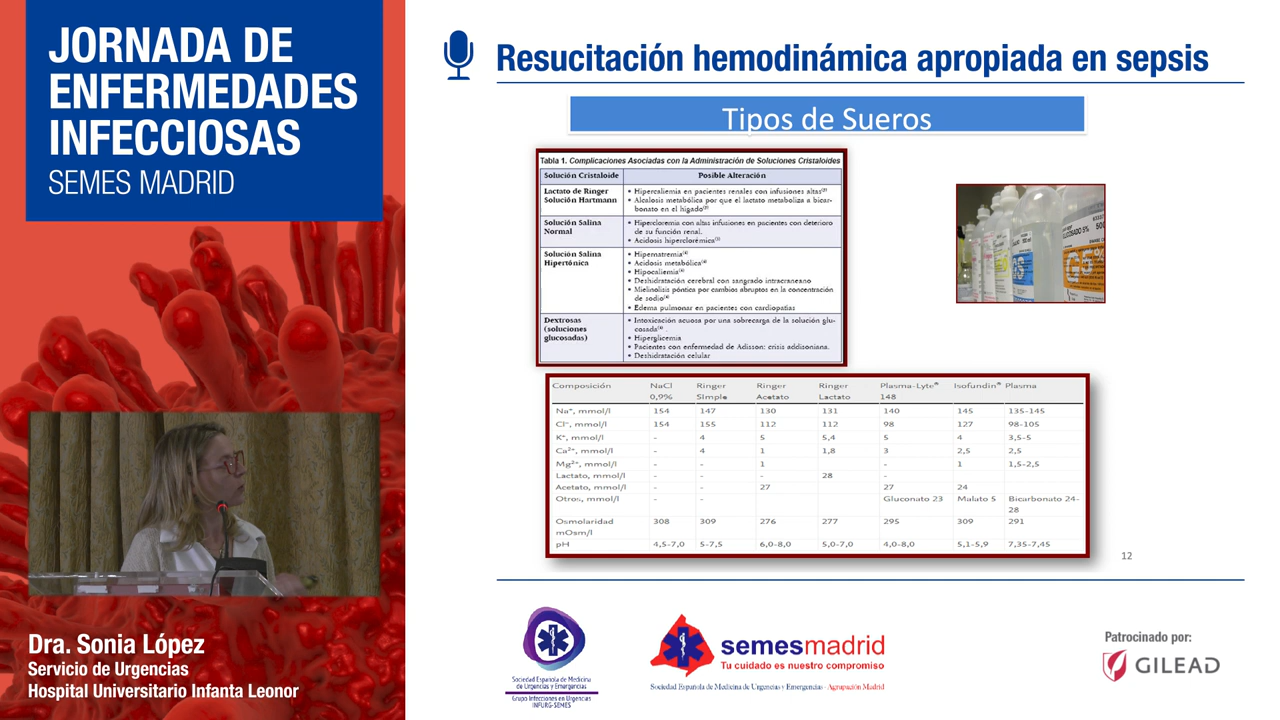 JORNADA DE
ENFERMEDADES
INFECCIOSAS
SEMES MADRID
Resucitación hemodinámica apropiada en sepsis
Tipos de Sueros
Tabla 1. Complicaciones Asociadas con la Administración de Soluciones Cristaloides
Solución Cristaloide Posible Alteración
Lactato de Ringer
Solución Hartmann
• Hipercaliemia en pacientes renales con infusiones altas
• Alcalosis metabólica por que el lactato metaboliza a bicar-
bonato en el hígado
Solución Salina
Normal
• Hipercloremia con altas infusiones en pacientes con deterioro
de su función renal.
• Acidosis hiperclorémica
Solución Salina
Hipertónica
• Hipernatremia
• Acidosis metabólica
• Hipocaliemia
• Deshidratación cerebral con sangrado intracraneano
• Mielinolisis póntica por cambios abruptos en la concentración
de sodio
• Edema pulmonar en pacientes con cardiopatías
Dextrosas
(soluciones
glucosadas)
• Intoxicación acuosa por una sobrecarga de la solución glu-
cosada
• Hiperglicemia
• Pacientes con enfermedad de Adisson: crisis addisoniana.
• Deshidratación celular
GLUCOSADO 5%
5%
Composición NaCl 0,9% Ringer Simple Ringer Acetato Ringer Lactato Plasma-Lyte® 148 Isofundin® Plasma
Na⁺, mmol/l 154 147 130 131 140 145 135-145
Cl⁻, mmol/l 154 155 112 112 98 127 98-105
K⁺, mmol/l - 4 5 5,4 5 4 3,5-5
Ca²⁺, mmol/l - 4 1 1,8 3 2,5 2,5
Mg²⁺, mmol/l - - 1 - 1 1,5-2,5
Lactato, mmol/l - - 28
Acetato, mmol/l - - 27 27 24
Otros, mmol/l - - Gluconato 23 Malato 5 Bicarbonato 24-28
Osmolaridad mOsm/l 308 309 276 277 295 309 291
pH 4,5-7,0 5-7,5 6,0-8,0 5,0-7,0 4,0-8,0 5,1-5,9 7,35-7,45
12
Dra. Sonia López
Servicio de Urgencias
Hospital Universitario Infanta Leonor
Sociedad Española de Medicina
de Urgencias y Emergencias
Grupo Infecciones en Urgencias
INFURG-SEMES
semesmadrid
Tu cuidado es nuestro compromiso
Sociedad Española de Medicina de Urgencias y Emergencias · Agrupación Madrid
Patrocinado por:
GILEAD